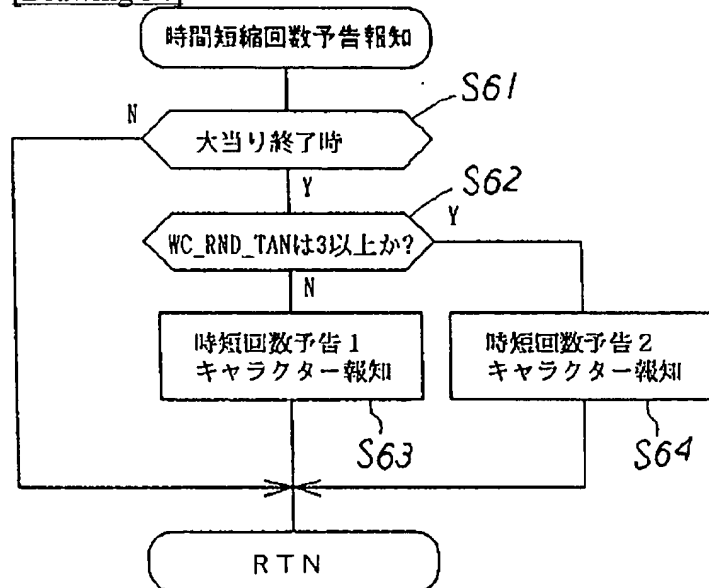 時間短縮回数予告報知
S61
N
大当り終了時
Y
S62
Y
WC_RND_TANは3以上か?
N
時短回数予告1
キャラクター報知
時短回数予告2
キャラクター報知
S63
S64
RTN